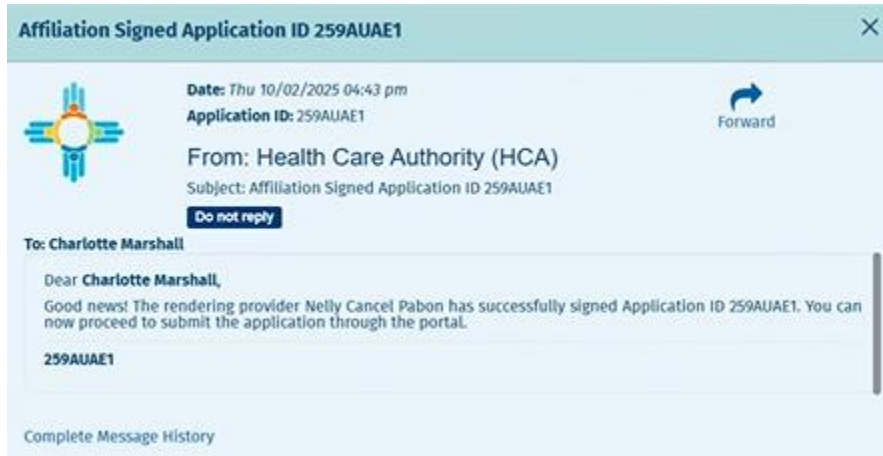 Affiliation Signed Application ID 259AUAE1
Date: Thu 10/02/2025 04:43 pm
Application ID: 259AUAE1
Forward
From: Health Care Authority (HCA)
Subject: Affiliation Signed Application ID 259AUAE1
Do not reply
To: Charlotte Marshall
Dear Charlotte Marshall,
Good news! The rendering provider Nelly Cancel Pabon has successfully signed Application ID 259AUAE1. You can
now proceed to submit the application through the portal.
259AUAE1
Complete Message History